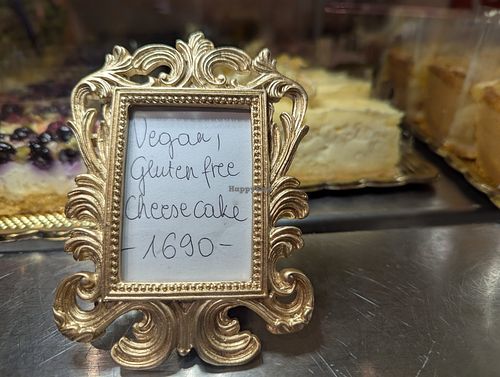 Vegan,
Gluten free
Cheese cake
-1690-